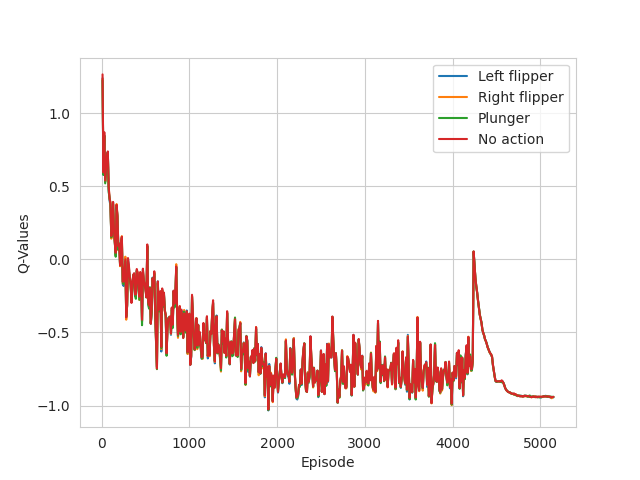 Left flipper
Right flipper
Plunger
No action
1.0
0.5
0.0
−0.5
−1.0
Q-Values
0
1000
2000
3000
4000
5000
Episode